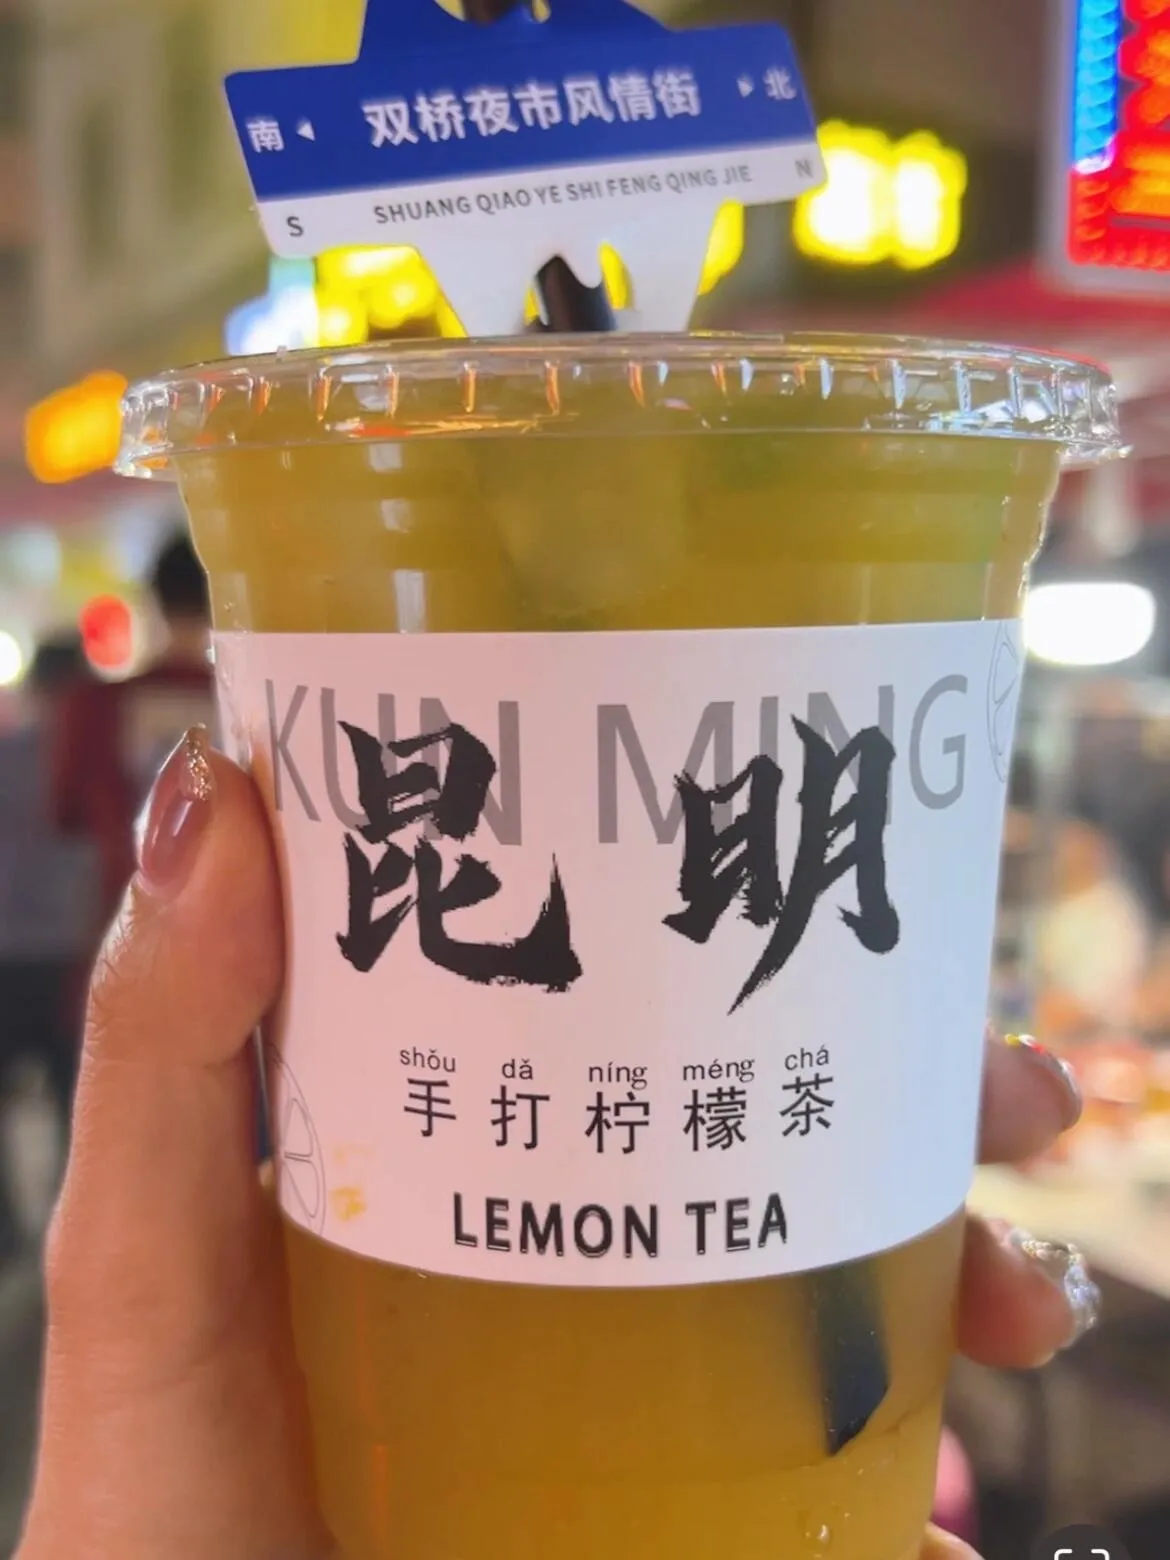 南 ◀ 双桥夜市风情街 ▶ 北
S SHUANG QIAO YE SHI FENG QING JIE N
KUN MING
昆明
shǒu dǎ níng méng chá
手打柠檬茶
LEMON TEA